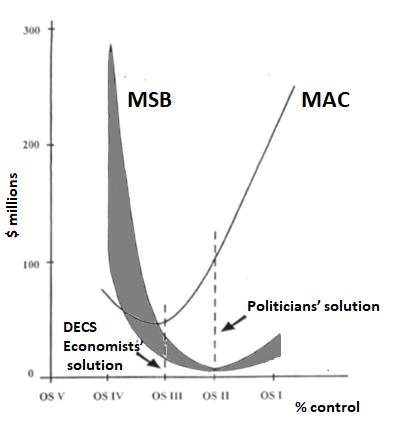 300
MSB
MAC
200
$ millions
100
Politicians' solution
DECS
Economists'
solution
0
OS V
OS IV
OS III
OS II
OS I
% control